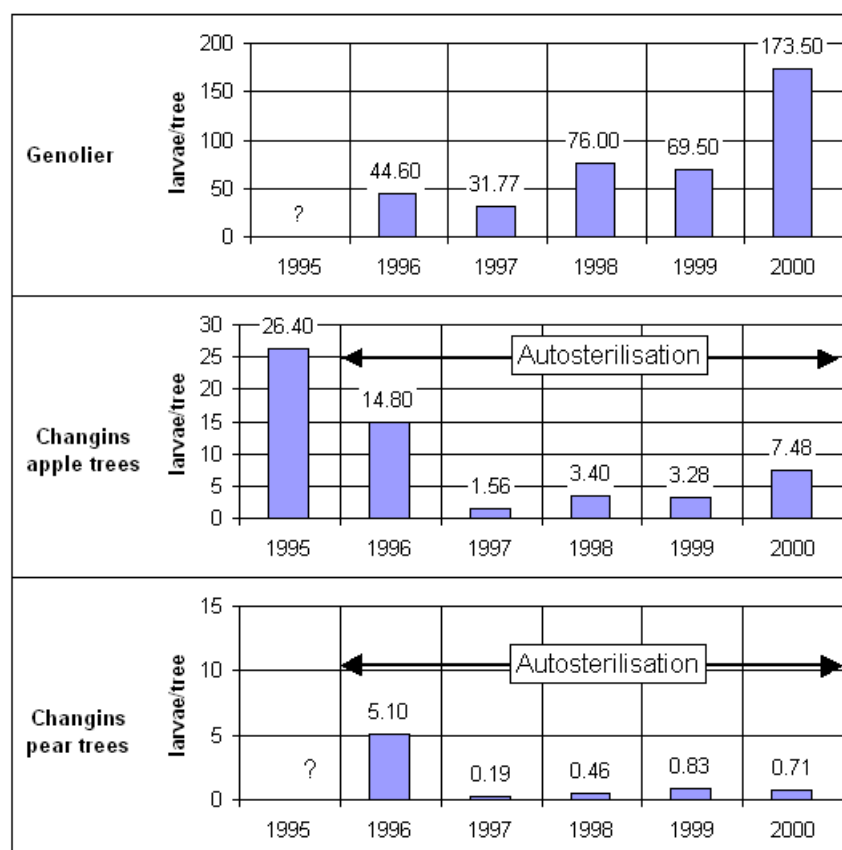 Genolier
larvae/tree
200
150
100
50
0
?
44.60
31.77
76.00
69.50
173.50
1995 1996 1997 1998 1999 2000
Changins
apple trees
larvae/tree
30
25
20
15
10
5
0
Autosterilisation
26.40
14.80
1.56
3.40
3.28
7.48
1995 1996 1997 1998 1999 2000
Changins
pear trees
larvae/tree
15
10
5
0
Autosterilisation
?
5.10
0.19
0.46
0.83
0.71
1995 1996 1997 1998 1999 2000